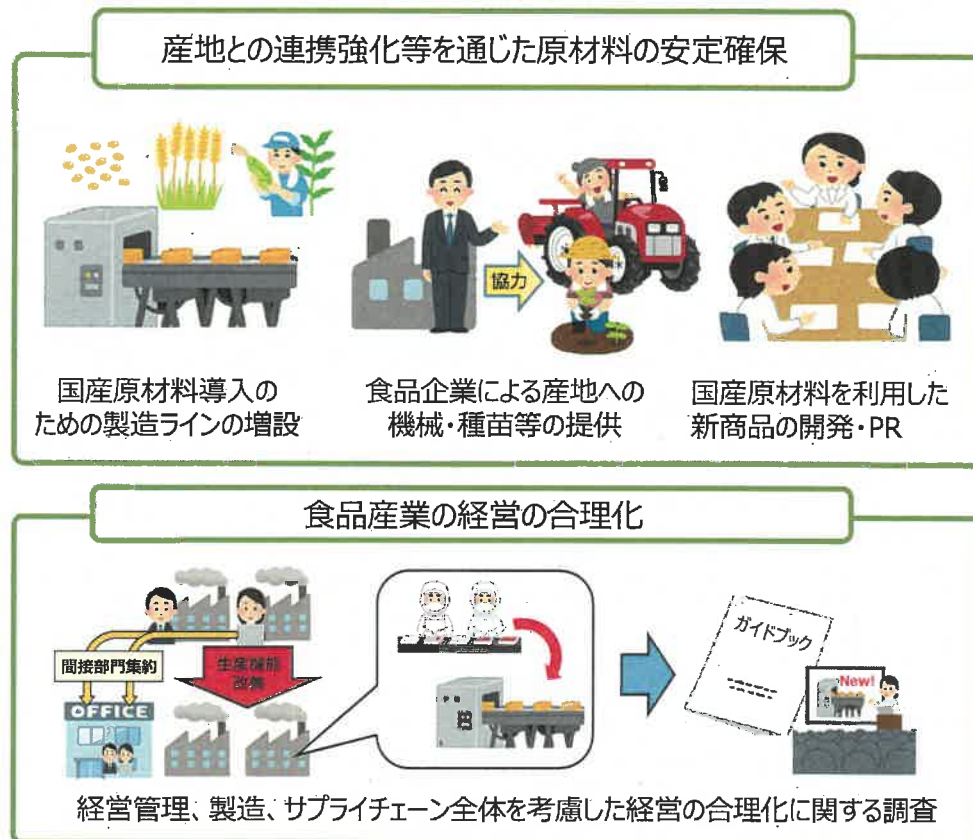 産地との連携強化等を通じた原材料の安定確保
協力
国産原材料導入の
ための製造ラインの増設
食品企業による産地への
機械・種苗等の提供
国産原材料を利用した
新商品の開発・PR
食品産業の経営の合理化
間接部門集約
生産機能
改善
OFFICE
ガイドブック
New!
経営管理、製造、サプライチェーン全体を考慮した経営の合理化に関する調査